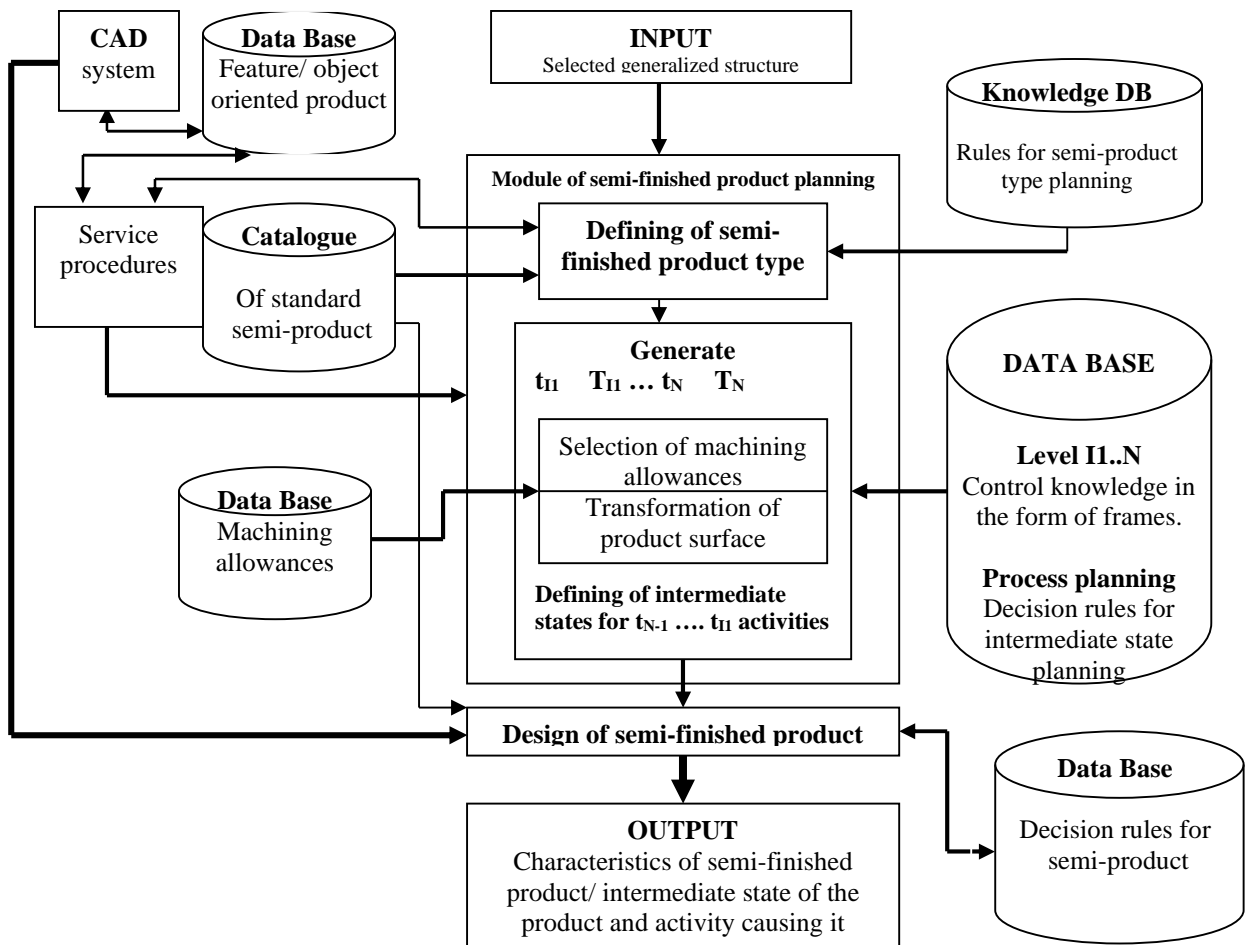 CAD
system
Data Base
Feature/ object
oriented product
INPUT
Selected generalized structure
Knowledge DB
Rules for semi-product
type planning
Module of semi-finished product planning
Defining of semi-
finished product type
Service
procedures
Catalogue
Of standard
semi-product
Generate
tI1 TI1 … tN TN
Selection of machining
allowances
Transformation of
product surface
Defining of intermediate
states for tN-1 …. tI1 activities
Data Base
Machining
allowances
DATA BASE
Level I1..N
Control knowledge in
the form of frames.
Process planning
Decision rules for
intermediate state
planning
Design of semi-finished product
Data Base
Decision rules for
semi-product
OUTPUT
Characteristics of semi-finished
product/ intermediate state of the
product and activity causing it